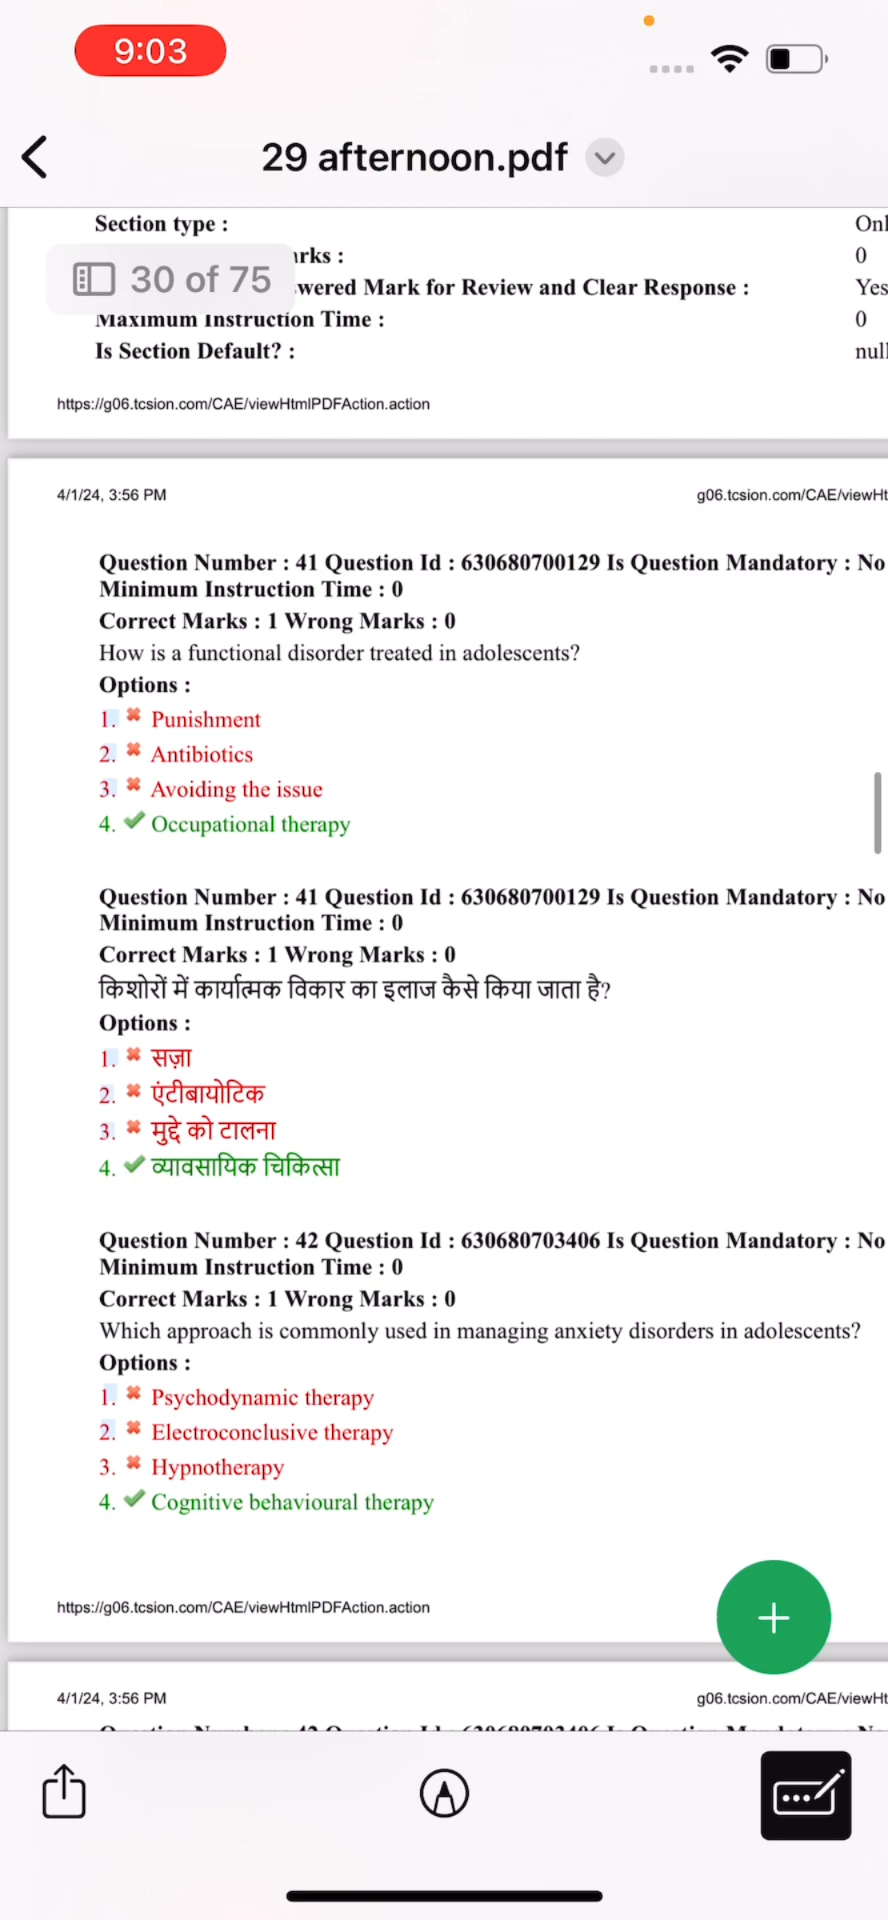 9:03
29 afternoon.pdf
Section type :
Onl
30 of 75
arks :
0
wered Mark for Review and Clear Response :
Yes
Maximum Instruction Time :
0
Is Section Default? :
null
https://g06.tcsion.com/CAE/viewHtmlPDFAction.action
4/1/24, 3:56 PM
g06.tcsion.com/CAE/viewHt
Question Number : 41 Question Id : 630680700129 Is Question Mandatory : No
Minimum Instruction Time : 0
Correct Marks : 1 Wrong Marks : 0
How is a functional disorder treated in adolescents?
Options :
1. Punishment
2. Antibiotics
3. Avoiding the issue
4. Occupational therapy
Question Number : 41 Question Id : 630680700129 Is Question Mandatory : No
Minimum Instruction Time : 0
Correct Marks : 1 Wrong Marks : 0
किशोरों में कार्यात्मक विकार का इलाज कैसे किया जाता है?
Options :
1. सज़ा
2. एंटीबायोटिक
3. मुद्दे को टालना
4. व्यावसायिक चिकित्सा
Question Number : 42 Question Id : 630680703406 Is Question Mandatory : No
Minimum Instruction Time : 0
Correct Marks : 1 Wrong Marks : 0
Which approach is commonly used in managing anxiety disorders in adolescents?
Options :
1. Psychodynamic therapy
2. Electroconclusive therapy
3. Hypnotherapy
4. Cognitive behavioural therapy
https://g06.tcsion.com/CAE/viewHtmlPDFAction.action
4/1/24, 3:56 PM
g06.tcsion.com/CAE/viewHt